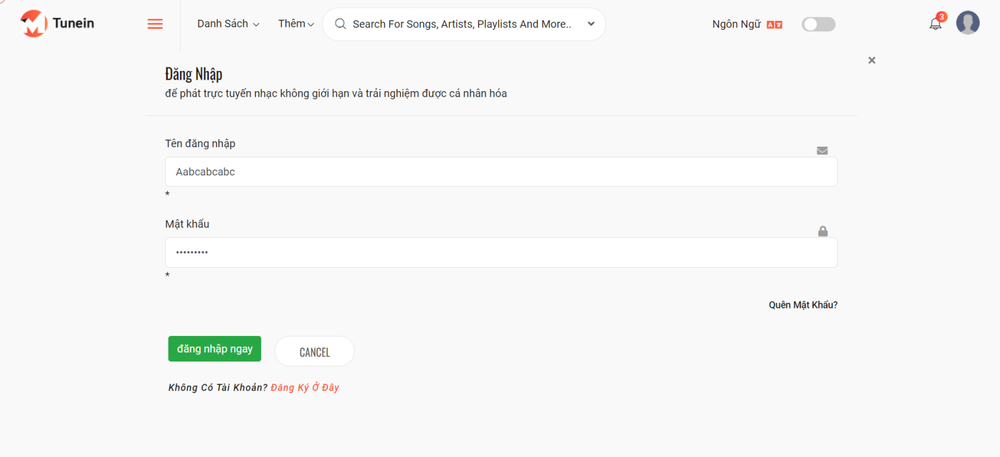 Tunein
Danh Sách
Thêm
Search For Songs, Artists, Playlists And More..
Ngôn Ngữ
3
Đăng Nhập
để phát trực tuyến nhạc không giới hạn và trải nghiệm được cá nhân hóa
Tên đăng nhập
Aabcabcabc
*
Mật khẩu
•••••••••
*
Quên Mật Khẩu?
đăng nhập ngay
CANCEL
Không Có Tài Khoản? Đăng Ký Ở Đây